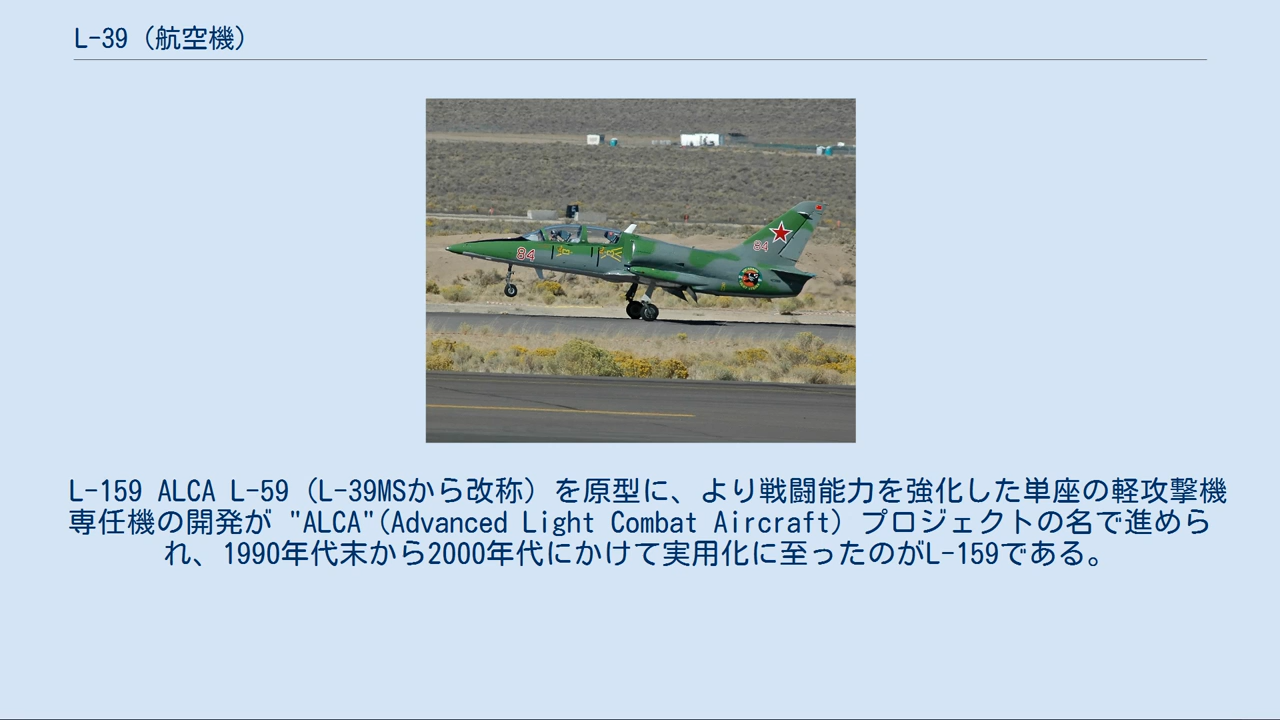 L-39（航空機）
84
84
L-159 ALCA L-59（L-39MSから改称）を原型に、より戦闘能力を強化した単座の軽攻撃機
専任機の開発が "ALCA"(Advanced Light Combat Aircraft) プロジェクトの名で進めら
れ、1990年代末から2000年代にかけて実用化に至ったのがL-159である。